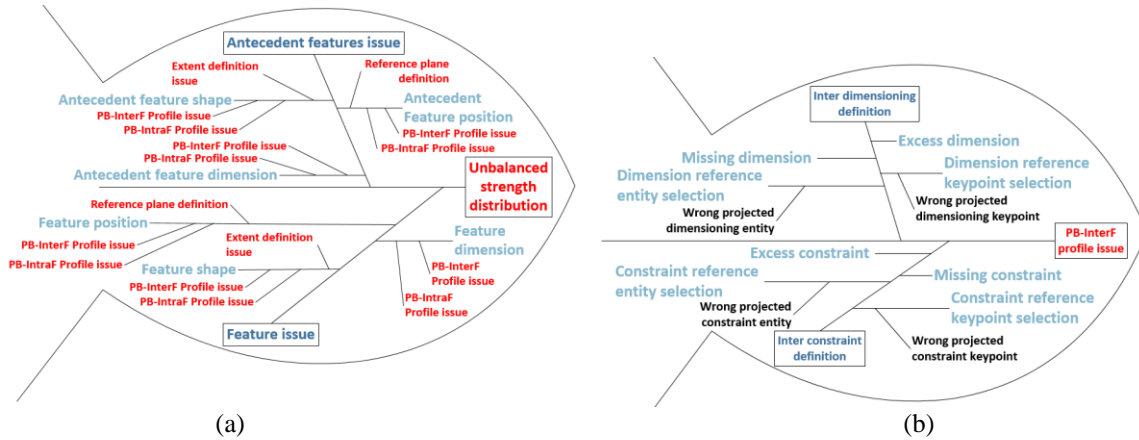 Antecedent features issue
Extent definition
issue
Reference plane
definition
Antecedent feature shape
PB-InterF Profile issue
PB-IntraF Profile issue
Antecedent
Feature position
PB-InterF Profile issue
PB-IntraF Profile issue
PB-InterF Profile issue
PB-IntraF Profile issue
Antecedent feature dimension
Unbalanced
strength
distribution
Reference plane definition
Feature position
PB-InterF Profile issue
PB-IntraF Profile issue
Extent definition
issue
Feature shape
PB-InterF Profile issue
PB-IntraF Profile issue
Feature
dimension
PB-InterF
Profile issue
PB-IntraF
Profile issue
Feature issue
(a)
Inter dimensioning
definition
Excess dimension
Missing dimension
Dimension reference
entity selection
Dimension reference
keypoint selection
Wrong projected
dimensioning entity
Wrong projected
dimensioning keypoint
PB-InterF
profile issue
Excess constraint
Missing constraint
Constraint reference
entity selection
Wrong projected
constraint entity
Constraint reference
keypoint selection
Wrong projected
constraint keypoint
Inter constraint
definition
(b)